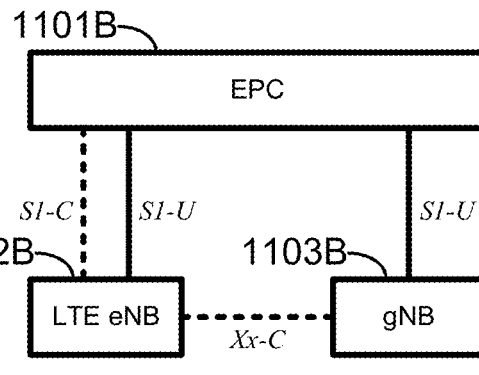 1101B
EPC
S1-C
S1-U
S1-U
2B
1103B
LTE eNB
gNB
Xx-C